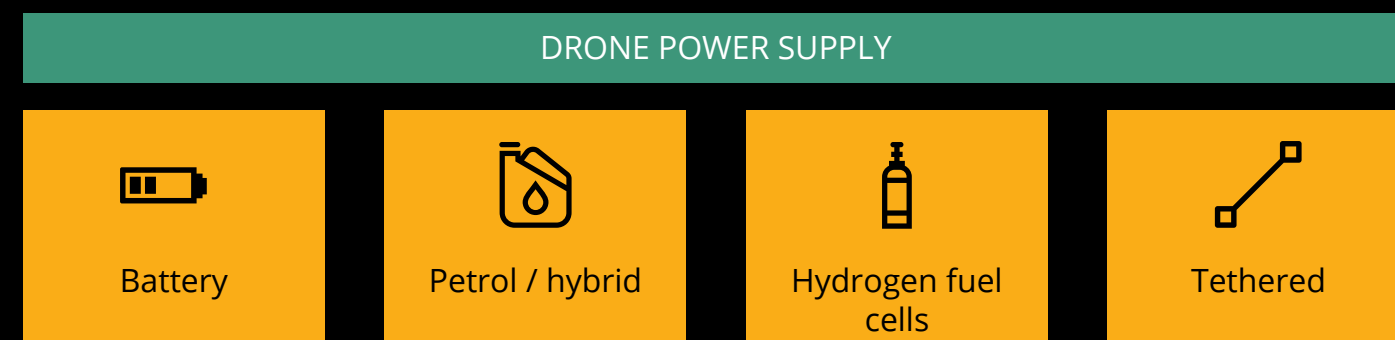 DRONE POWER SUPPLY
Battery
Petrol / hybrid
Hydrogen fuel
cells
Tethered